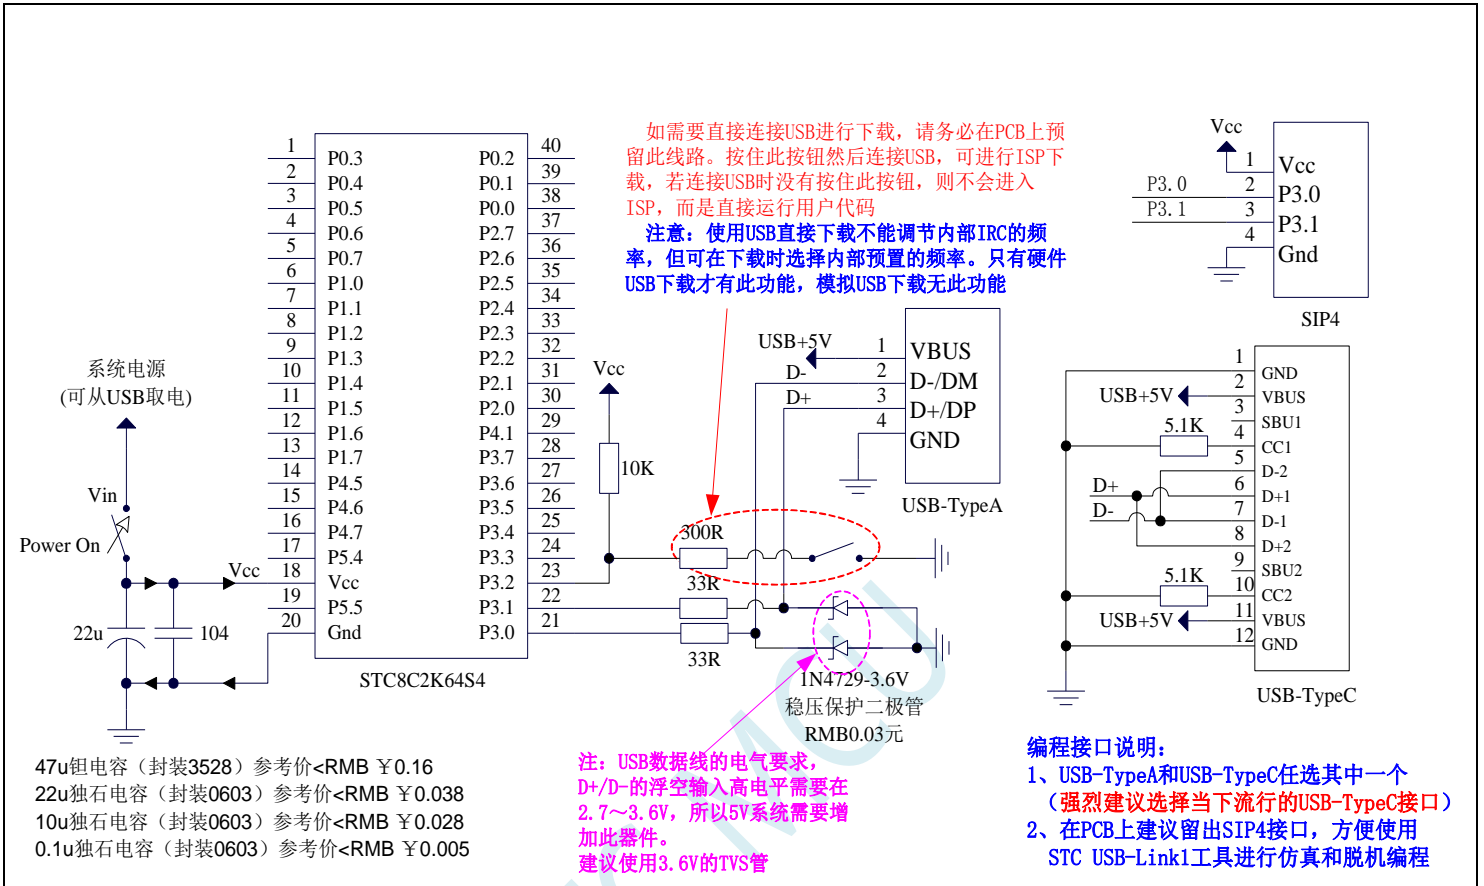 如需要直接连接USB进行下载，请务必在PCB上预
留此线路。按住此按钮然后连接USB，可进行ISP下
载，若连接USB时没有按住此按钮，则不会进入
ISP，而是直接运行用户代码
注意：使用USB直接下载不能调节内部IRC的频
率，但可在下载时选择内部预置的频率。只有硬件
USB下载才有此功能，模拟USB下载无此功能
1 P0.3 P0.2 40
2 P0.4 P0.1 39
3 P0.5 P0.0 38
4 P0.6 P2.7 37
5 P0.7 P2.6 36
6 P1.0 P2.5 35
7 P1.1 P2.4 34
8 P1.2 P2.3 33
9 P1.3 P2.2 32
10 P1.4 P2.1 31
11 P1.5 P2.0 30
12 P1.6 P4.1 29
13 P1.7 P3.7 28
14 P4.5 P3.6 27
15 P4.6 P3.5 26
16 P4.7 P3.4 25
17 P5.4 P3.3 24
18 Vcc P3.2 23
19 P5.5 P3.1 22
20 Gnd P3.0 21
STC8C2K64S4
系统电源
(可从USB取电)
Vin
Power On
Vcc
22u
104
Vcc
10K
300R
33R
33R
USB+5V 1 VBUS
D- 2 D-/DM
D+ 3 D+/DP
4 GND
USB-TypeA
1N4729-3.6V
稳压保护二极管
RMB0.03元
Vcc
1 Vcc
P3.0 2 P3.0
P3.1 3 P3.1
4 Gnd
SIP4
1 GND
USB+5V 2 VBUS
3 SBU1
5.1K 4 CC1
5 D-2
D+ 6 D+1
D- 7 D-1
8 D+2
9 SBU2
5.1K 10 CC2
USB+5V 11 VBUS
12 GND
USB-TypeC
47u钽电容（封装3528）参考价<RMB ￥0.16
22u独石电容（封装0603）参考价<RMB ￥0.038
10u独石电容（封装0603）参考价<RMB ￥0.028
0.1u独石电容（封装0603）参考价<RMB ￥0.005
注：USB数据线的电气要求，
D+/D-的浮空输入高电平需要在
2.7～3.6V，所以5V系统需要增
加此器件。
建议使用3.6V的TVS管
编程接口说明：
1、USB-TypeA和USB-TypeC任选其中一个
（强烈建议选择当下流行的USB-TypeC接口）
2、在PCB上建议留出SIP4接口，方便使用
STC USB-Link1工具进行仿真和脱机编程
MCU